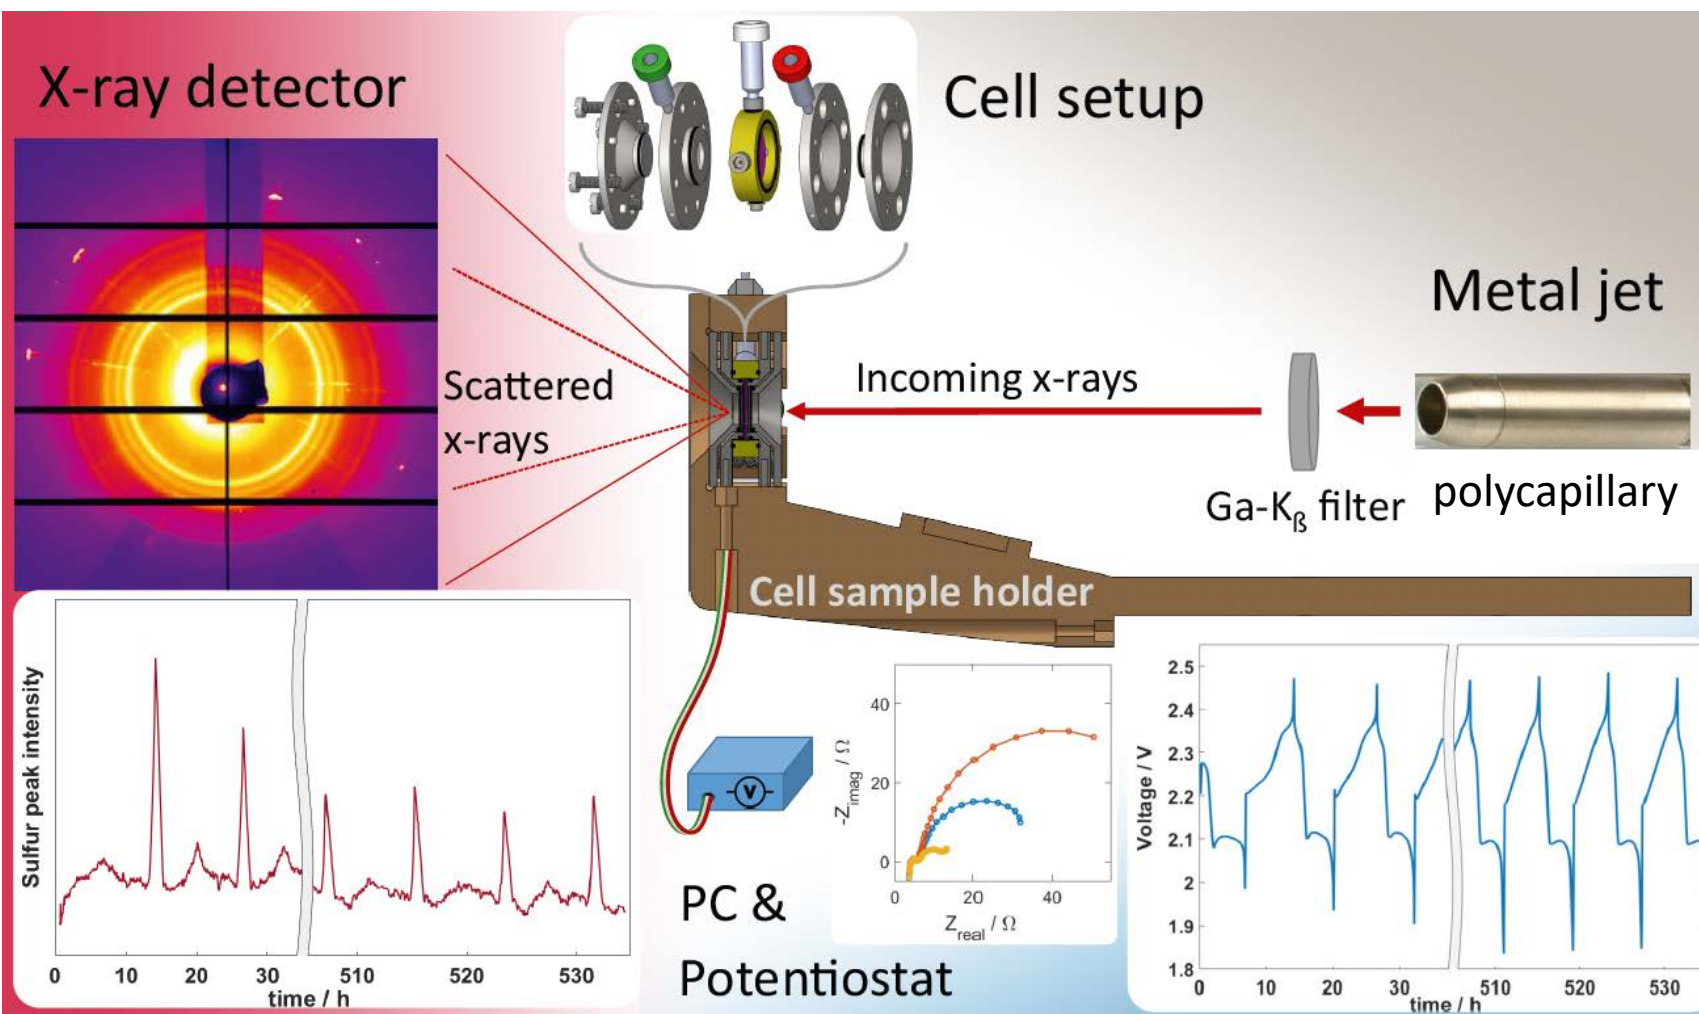 X-ray detector
Cell setup
Metal jet
Incoming x-rays
Scattered
x-rays
Ga-Kß filter
polycapillary
Cell sample holder
V
PC &
Potentiostat
Sulfur peak intensity
0 10 20 30 510 520 530
time / h
-Zimag / Ω
40
20
0
0 20 40
Zreal / Ω
Voltage / V
2.5
2.4
2.3
2.2
2.1
2
1.9
1.8
0 10 20 30 510 520 530
time / h